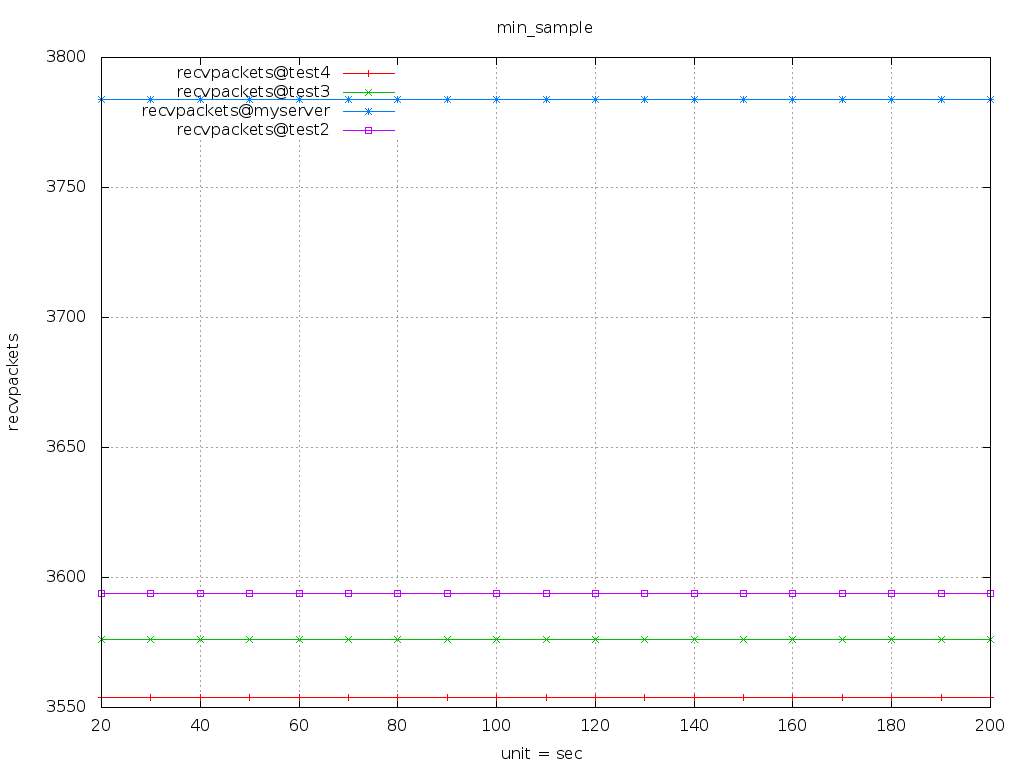 min_sample
3800
recvpackets@test4
recvpackets@test3
recvpackets@myserver
recvpackets@test2
3750
3700
recvpackets
3650
3600
3550
20 40 60 80 100 120 140 160 180 200
unit = sec